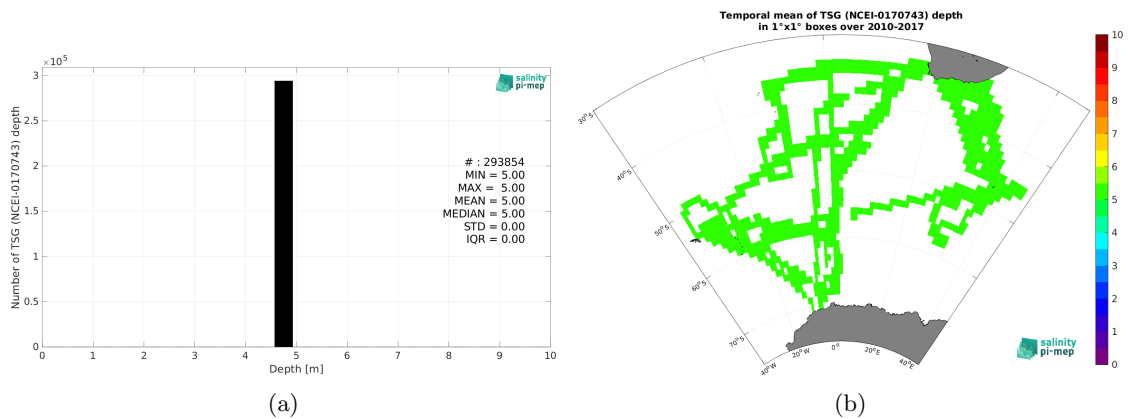 ×10⁵
3
2.5
2
1.5
1
0.5
0
Number of TSG (NCEI-0170743) depth
salinity
pi-mep
# : 293854
MIN = 5.00
MAX = 5.00
MEAN = 5.00
MEDIAN = 5.00
STD = 0.00
IQR = 0.00
0 1 2 3 4 5 6 7 8 9 10
Depth [m]
(a)
Temporal mean of TSG (NCEI-0170743) depth
in 1°x1° boxes over 2010-2017
30°S
40°S
50°S
60°S
70°S
40°W
20°W
0°
20°E
40°E
10
9
8
7
6
5
4
3
2
1
0
salinity
pi-mep
(b)